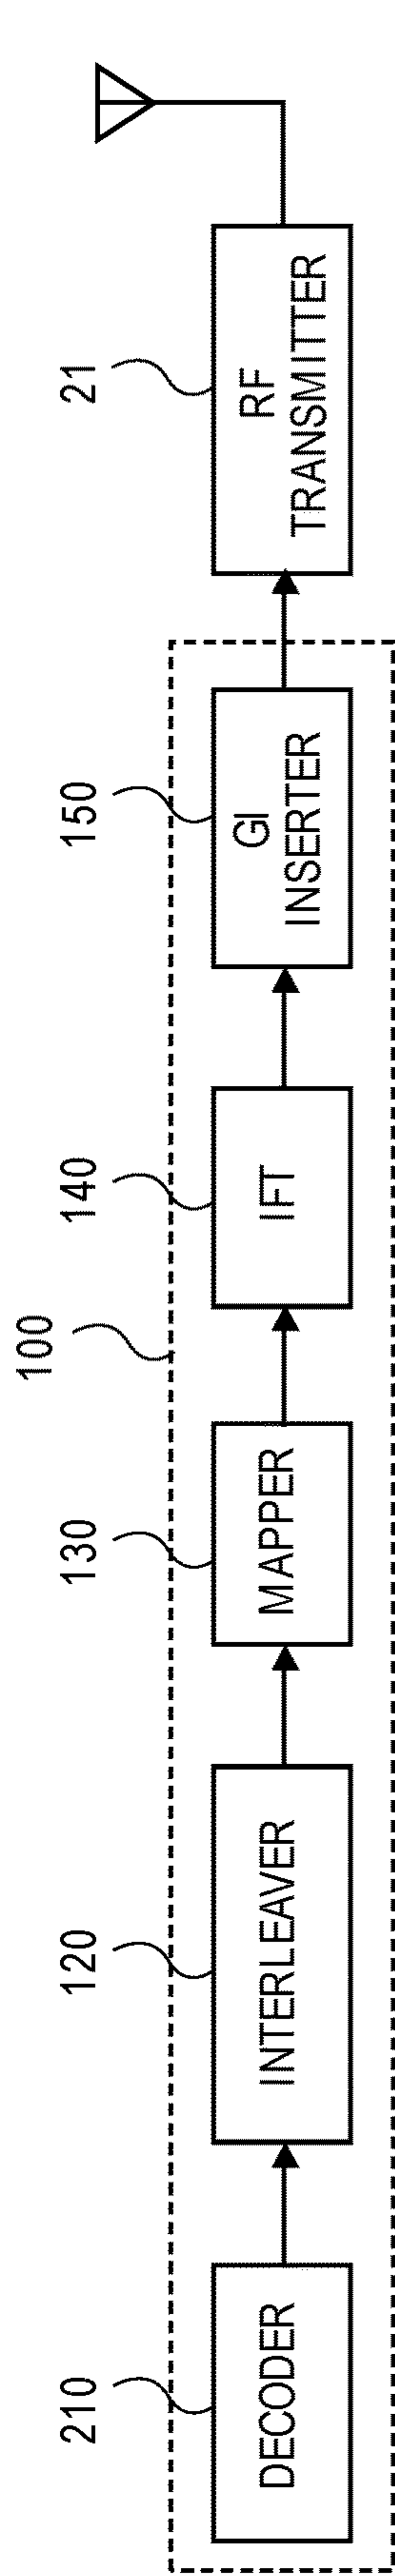 100
210
120
130
140
150
21
DECODER
INTERLEAVER
MAPPER
IFT
GI
INSERTER
RF
TRANSMITTER